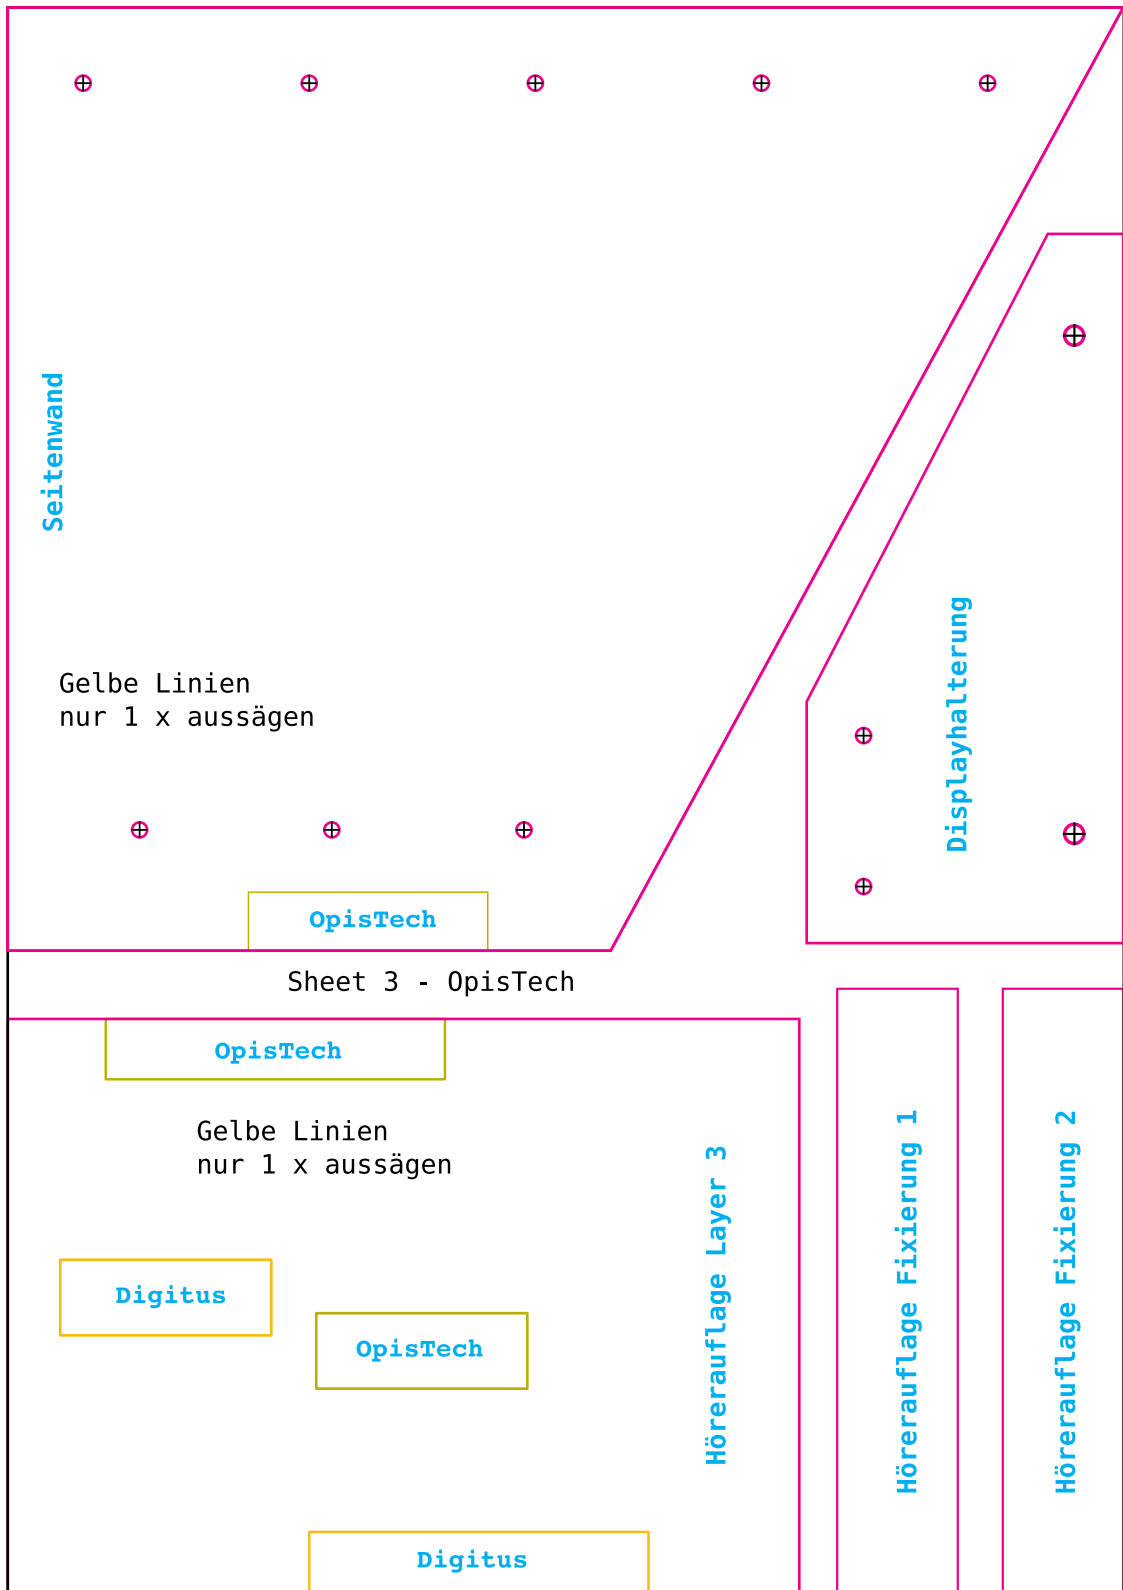 Seitenwand
Gelbe Linien
nur 1 x aussägen
Displayhalterung
OpisTech
Sheet 3 - OpisTech
OpisTech
Gelbe Linien
nur 1 x aussägen
Hörerauflage Layer 3
Hörerauflage Fixierung 1
Hörerauflage Fixierung 2
Digitus
OpisTech
Digitus